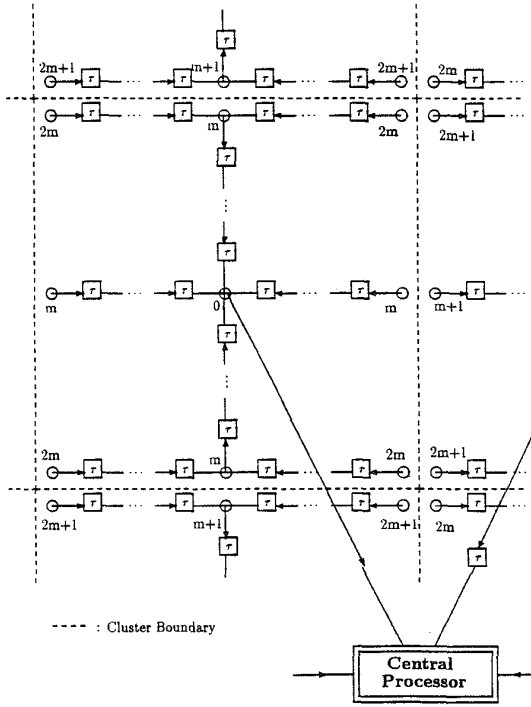 τ
2m+1 m+1 2m+1 2m
τ ... τ τ ... τ τ ...
τ ... τ τ ... τ τ ...
2m m 2m 2m+1
τ
...
τ
τ ... τ τ ... τ τ ...
m 0 m m+1
τ
...
τ
2m m 2m 2m+1
τ ... τ τ ... τ τ ...
τ ... τ τ ... τ τ ...
2m+1 m+1 2m+1 2m
τ
τ
----- : Cluster Boundary
Central
Processor